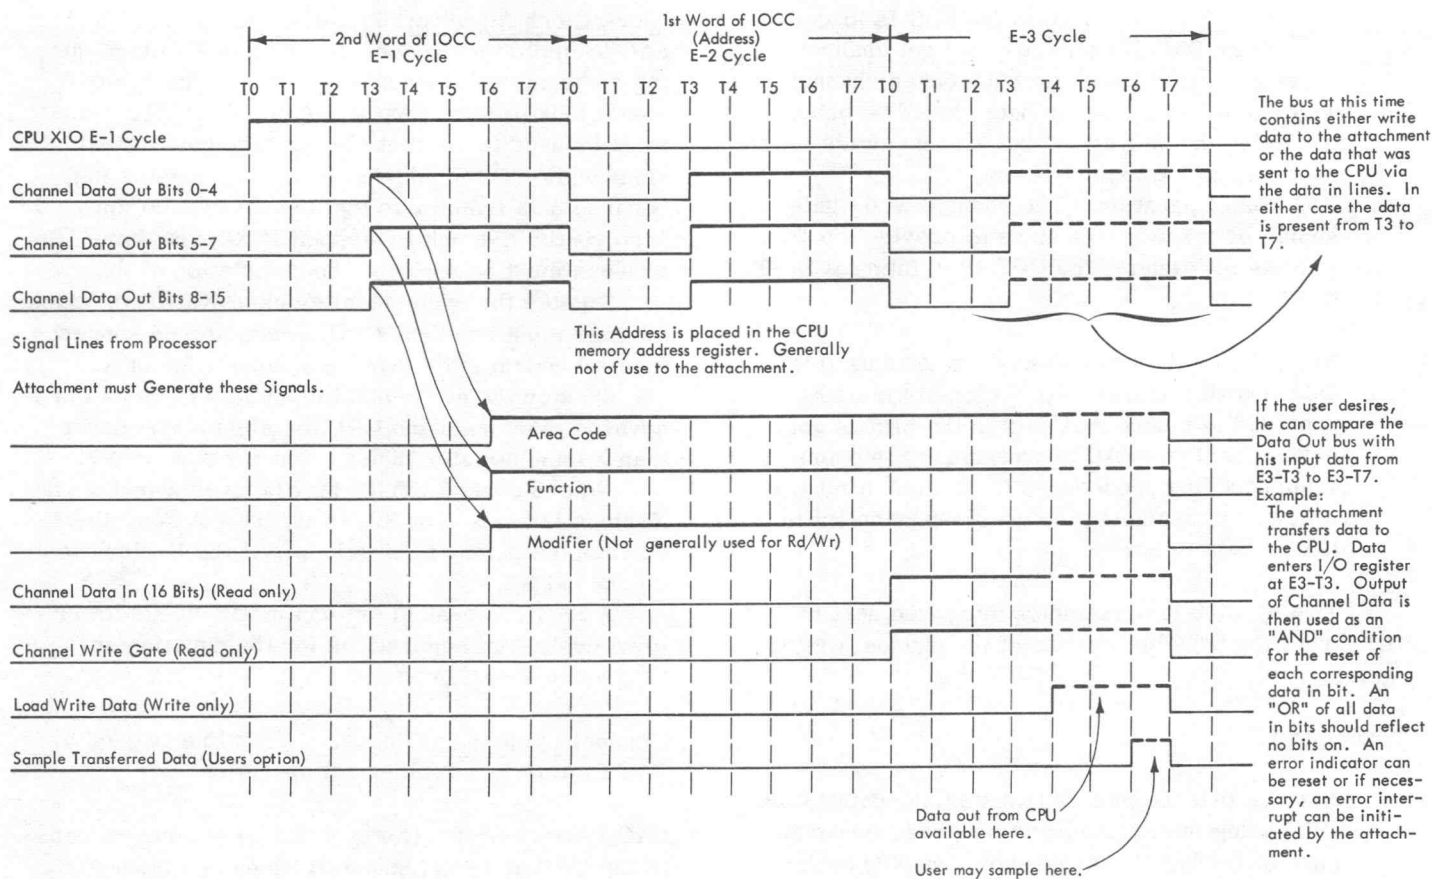 2nd Word of IOCC
E-1 Cycle
1st Word of IOCC
(Address)
E-2 Cycle
E-3 Cycle
T0 T1 T2 T3 T4 T5 T6 T7 T0 T1 T2 T3 T4 T5 T6 T7 T0 T1 T2 T3 T4 T5 T6 T7
CPU XIO E-1 Cycle
Channel Data Out Bits 0-4
Channel Data Out Bits 5-7
Channel Data Out Bits 8-15
The bus at this time
contains either write
data to the attachment
or the data that was
sent to the CPU via
the data in lines. In
either case the data
is present from T3 to
T7.
Signal Lines from Processor
This Address is placed in the CPU
memory address register. Generally
not of use to the attachment.
Attachment must Generate these Signals.
Area Code
Function
Modifier (Not generally used for Rd/Wr)
Channel Data In (16 Bits) (Read only)
Channel Write Gate (Read only)
Load Write Data (Write only)
Sample Transferred Data (Users option)
If the user desires,
he can compare the
Data Out bus with
his input data from
E3-T3 to E3-T7.
Example:
The attachment
transfers data to
the CPU. Data
enters I/O register
at E3-T3. Output
of Channel Data is
then used as an
"AND" condition
for the reset of
each corresponding
data in bit. An
"OR" of all data
in bits should reflect
no bits on. An
error indicator can
be reset or if neces-
sary, an error inter-
rupt can be initi-
ated by the attach-
ment.
Data out from CPU
available here.
User may sample here.